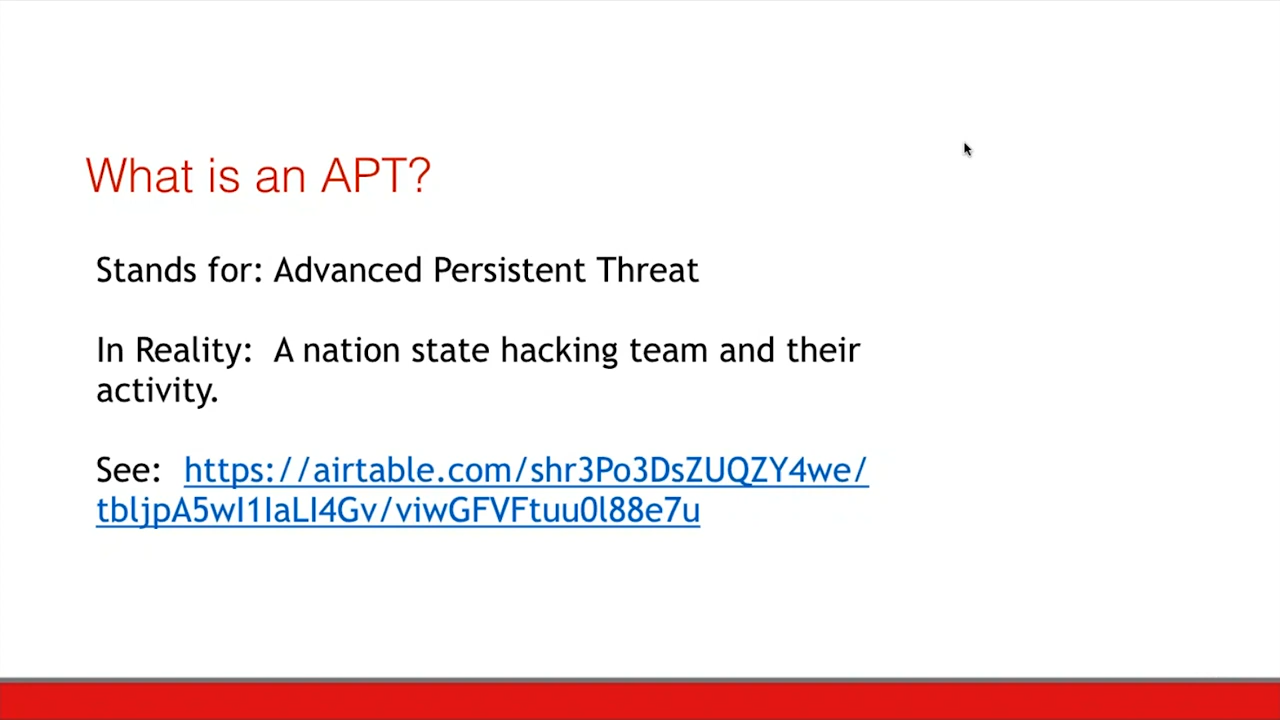 What is an APT?
Stands for: Advanced Persistent Threat
In Reality:  A nation state hacking team and their
activity.
See:  https://airtable.com/shr3Po3DsZUQZY4we/
tbljpA5wI1IaLI4Gv/viwGFVFtuu0l88e7u